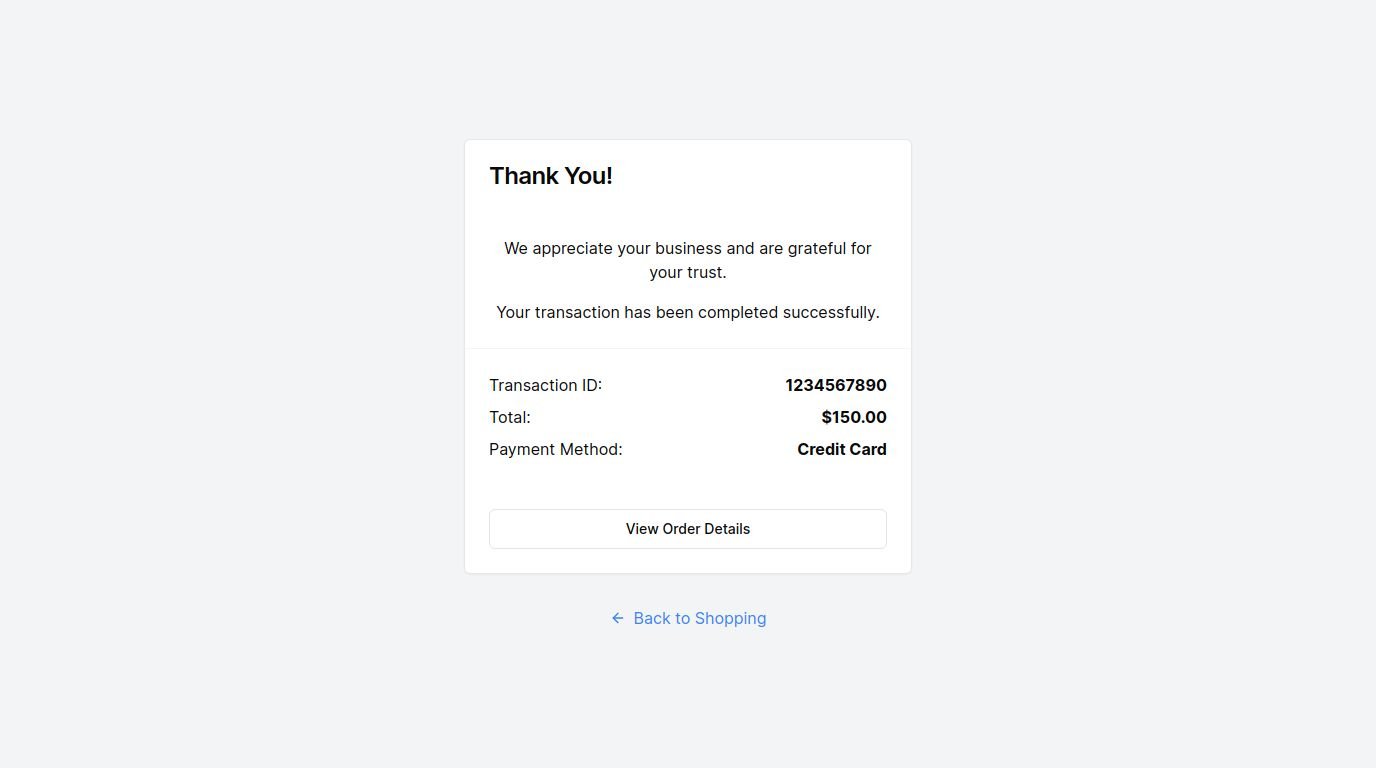 Thank You!
We appreciate your business and are grateful for
your trust.
Your transaction has been completed successfully.
Transaction ID: 1234567890
Total: $150.00
Payment Method: Credit Card
View Order Details
Back to Shopping